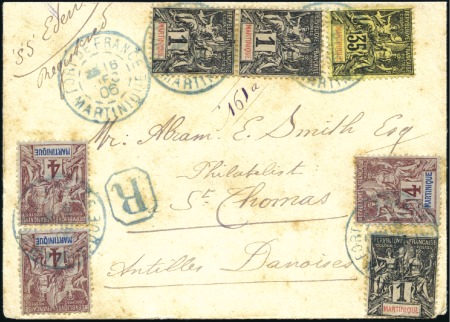 "SS" Eden
Registered
FORT DE FRANCE
16
06
MARTINIQUE
1
MARTINIQUE
1
MARTINIQUE
35
MARTINIQUE
161a
Mr. Abram. E. Smith Esq
Philatelist
St. Thomas
Antilles Danoises
R
4
MARTINIQUE
4
MARTINIQUE
4
MARTINIQUE
1
MARTINIQUE